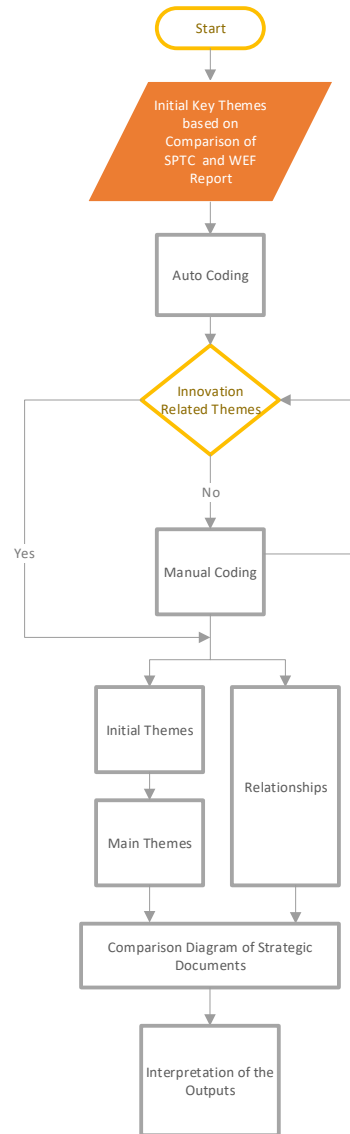 Start
Initial Key Themes
based on
Comparison of
SPTC and WEF
Report
Auto Coding
Innovation
Related Themes
No
Yes
Manual Coding
Initial Themes
Relationships
Main Themes
Comparison Diagram of Strategic
Documents
Interpretation of the
Outputs